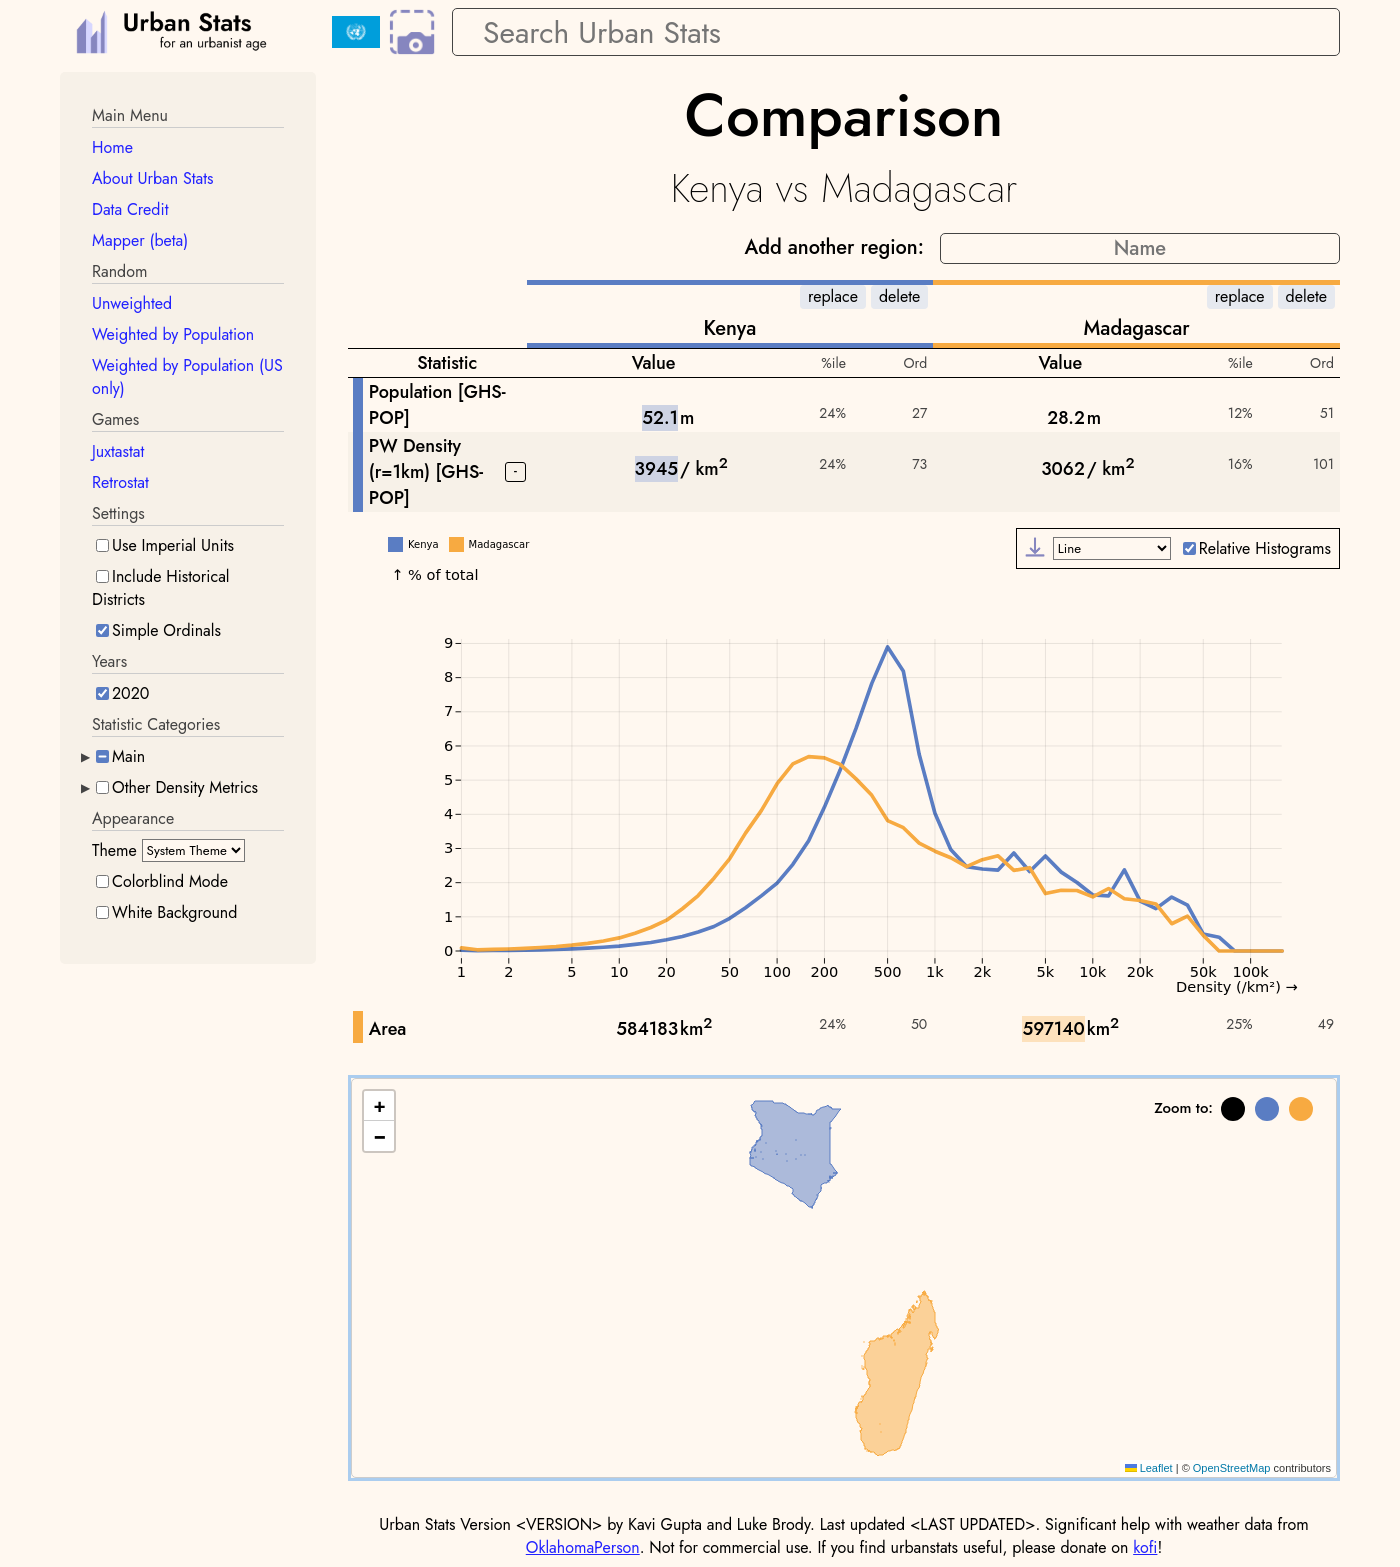 Urban Stats
for an urbanist age
Search Urban Stats
Main Menu
Home
About Urban Stats
Data Credit
Mapper (beta)
Random
Unweighted
Weighted by Population
Weighted by Population (US
only)
Games
Juxtastat
Retrostat
Settings
Use Imperial Units
Include Historical
Districts
Simple Ordinals
Years
2020
Statistic Categories
Main
Other Density Metrics
Appearance
Theme System Theme
Colorblind Mode
White Background
Comparison
Kenya vs Madagascar
Add another region: Name
replace delete replace delete
Kenya Madagascar
Statistic Value %ile Ord Value %ile Ord
Population [GHS-
POP] 52.1 m 24% 27 28.2 m 12% 51
PW Density
(r=1km) [GHS- - 3945 / km² 24% 73 3062 / km² 16% 101
POP]
Kenya Madagascar
Line Relative Histograms
↑ % of total
9
8
7
6
5
4
3
2
1
0
1 2 5 10 20 50 100 200 500 1k 2k 5k 10k 20k 50k 100k
Density (/km²) →
Area 584183 km² 24% 50 597140 km² 25% 49
+
−
Zoom to:
Leaflet | © OpenStreetMap contributors
Urban Stats Version <VERSION> by Kavi Gupta and Luke Brody. Last updated <LAST UPDATED>. Significant help with weather data from
OklahomaPerson. Not for commercial use. If you find urbanstats useful, please donate on kofi!